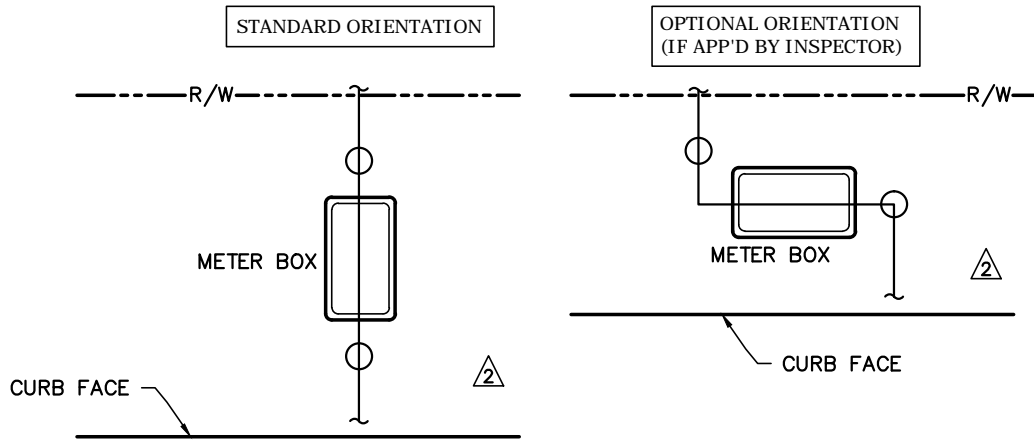 STANDARD ORIENTATION
OPTIONAL ORIENTATION
(IF APP'D BY INSPECTOR)
R/W
R/W
METER BOX
METER BOX
2
2
CURB FACE
CURB FACE